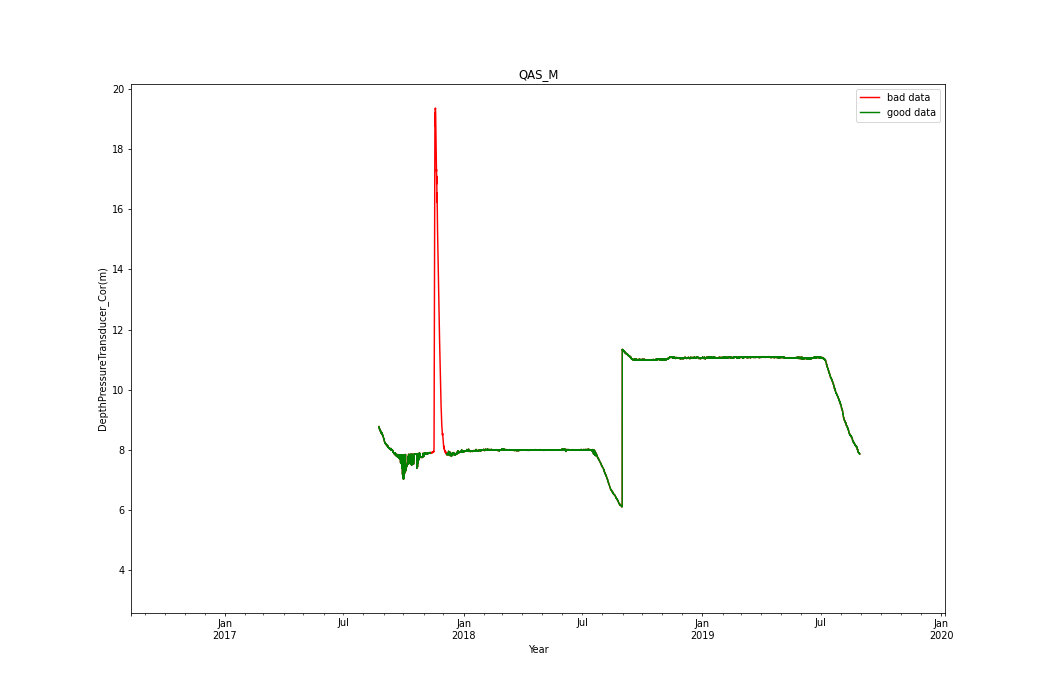 QAS_M
bad data
good data
20
18
16
14
12
10
8
6
4
DepthPressureTransducer_Cor(m)
Jan Jul Jan Jul Jan Jul Jan
2017 2018 2019 2020
Year